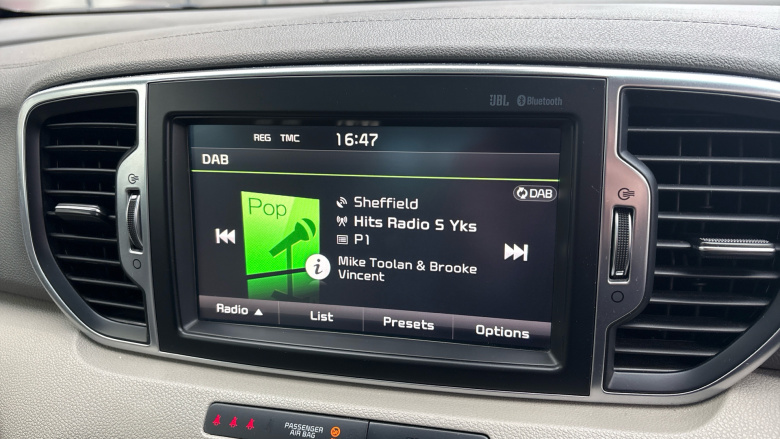 JBL Bluetooth
REG TMC 16:47
DAB
DAB
Pop
Sheffield
Hits Radio S Yks
P1
i
Mike Toolan & Brooke
Vincent
Radio List Presets Options
PASSENGER
AIR BAG